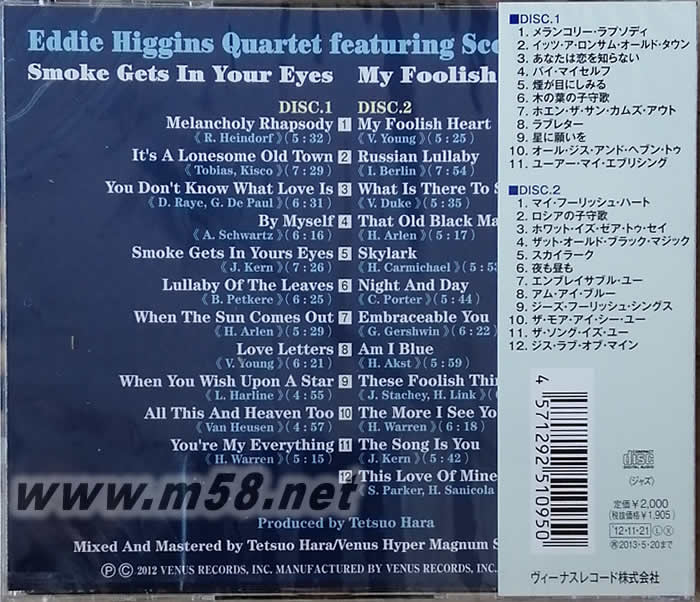 Eddie Higgins Quartet featuring Sco
Smoke Gets In Your Eyes
DISC.1
Melancholy Rhapsody 1
《 R. Heindorf 》( 5 : 32 )
It's A Lonesome Old Town 2
《 Tobias, Kisco 》( 7 : 29 )
You Don't Know What Love Is 3
《 D. Raye, G. De Paul 》( 6 : 31 )
By Myself 4
《 A. Schwartz 》( 6 : 16 )
Smoke Gets In Yours Eyes 5
《 J. Kern 》( 7 : 26 )
Lullaby Of The Leaves 6
《 B. Petkere 》( 6 : 25 )
When The Sun Comes Out 7
《 H. Arlen 》( 5 : 29 )
Love Letters 8
《 V. Young 》( 6 : 21 )
When You Wish Upon A Star 9
《 L. Harline 》( 4 : 55 )
All This And Heaven Too 10
《 Van Heusen 》( 4 : 57 )
You're My Everything 11
《 H. Warren 》( 5 : 15 )
12
My Foolish
DISC.2
My Foolish Heart
《 V. Young 》( 5 : 25 )
Russian Lullaby
《 I. Berlin 》( 7 : 54 )
What Is There To S
《 V. Duke 》( 5 : 35 )
That Old Black Ma
《 H. Arlen 》( 5 : 17 )
Skylark
《 H. Carmichael 》( 5 : 53
Night And Day
《 C. Porter 》( 5 : 44 )
Embraceable You
《 G. Gershwin 》( 6 : 22 )
Am I Blue
《 H. Akst 》( 5 : 59 )
These Foolish Thin
《 J. Stachey, H. Link 》( 6
The More I See Yo
《 H. Warren 》( 6 : 18 )
The Song Is You
《 J. Kern 》( 5 : 42 )
This Love Of Mine
《 S. Parker, H. Sanicola
www.m58.net
Produced by Tetsuo Hara
Mixed And Mastered by Tetsuo Hara/Venus Hyper Magnum S
Ⓟ Ⓒ 2012 VENUS RECORDS, INC. MANUFACTURED BY VENUS RECORDS, INC.
■DISC.1
1. メランコリー・ラプソディ
2. イッツ・ア・ロンサム・オールド・タウン
3. あなたは恋を知らない
4. バイ・マイセルフ
5. 煙が目にしみる
6. 木の葉の子守歌
7. ホエン・ザ・サン・カムズ・アウト
8. ラブレター
9. 星に願いを
10. オール・ジス・アンド・ヘブン・トゥ
11. ユーアー・マイ・エブリシング
■DISC.2
1. マイ・フーリッシュ・ハート
2. ロシアの子守歌
3. ホワット・イズ・ゼア・トゥ・セイ
4. ザット・オールド・ブラック・マジック
5. スカイラーク
6. 夜も昼も
7. エンブレイサブル・ユー
8. アム・アイ・ブルー
9. ジーズ・フーリッシュ・シングス
10. ザ・モア・アイ・シー・ユー
11. ザ・ソング・イズ・ユー
12. ジス・ラブ・オブ・マイン
4 571292 510950
COMPACT
disc
DIGITAL AUDIO
(ジャズ)
定価¥2,000
(税抜価格¥1,905)
'12・11・21 Ⓛ Ⓧ
㊢2013・5・20まで
ヴィーナスレコード株式会社